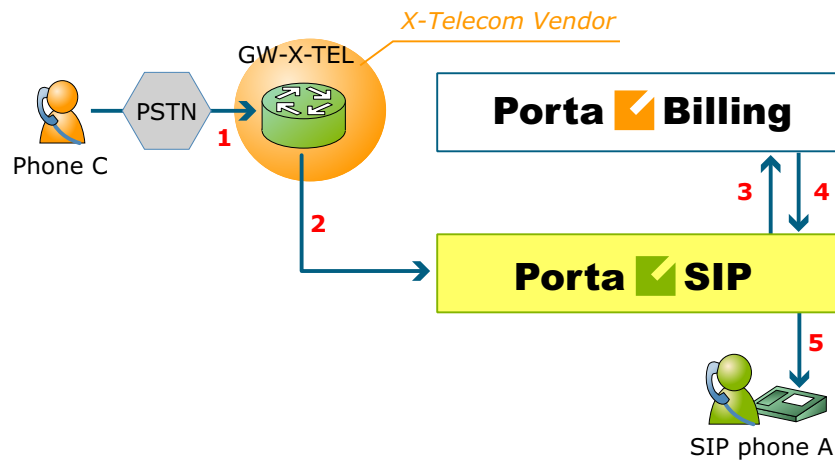 X-Telecom Vendor
GW-X-TEL
PSTN
Phone C
1
2
Porta Billing
3
4
Porta SIP
5
SIP phone A